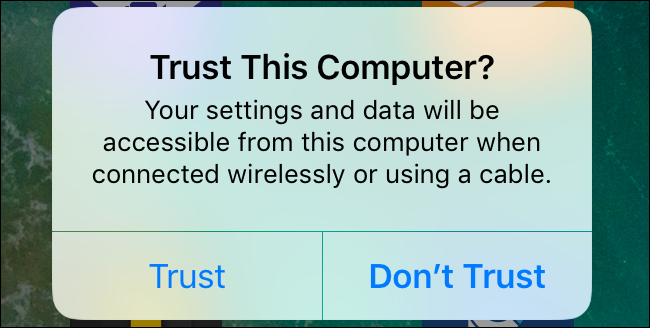 Trust This Computer?
Your settings and data will be
accessible from this computer when
connected wirelessly or using a cable.
Trust
Don’t Trust